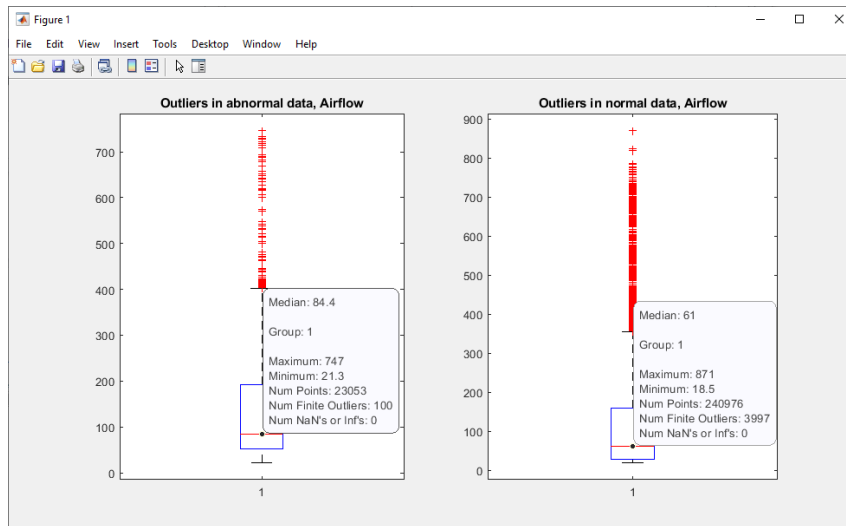 Figure 1
File Edit View Insert Tools Desktop Window Help
Outliers in abnormal data, Airflow
700
600
500
400
300
200
100
0
1
Median: 84.4
Group: 1
Maximum: 747
Minimum: 21.3
Num Points: 23053
Num Finite Outliers: 100
Num NaN's or Inf's: 0
Outliers in normal data, Airflow
900
800
700
600
500
400
300
200
100
0
1
Median: 61
Group: 1
Maximum: 871
Minimum: 18.5
Num Points: 240976
Num Finite Outliers: 3997
Num NaN's or Inf's: 0